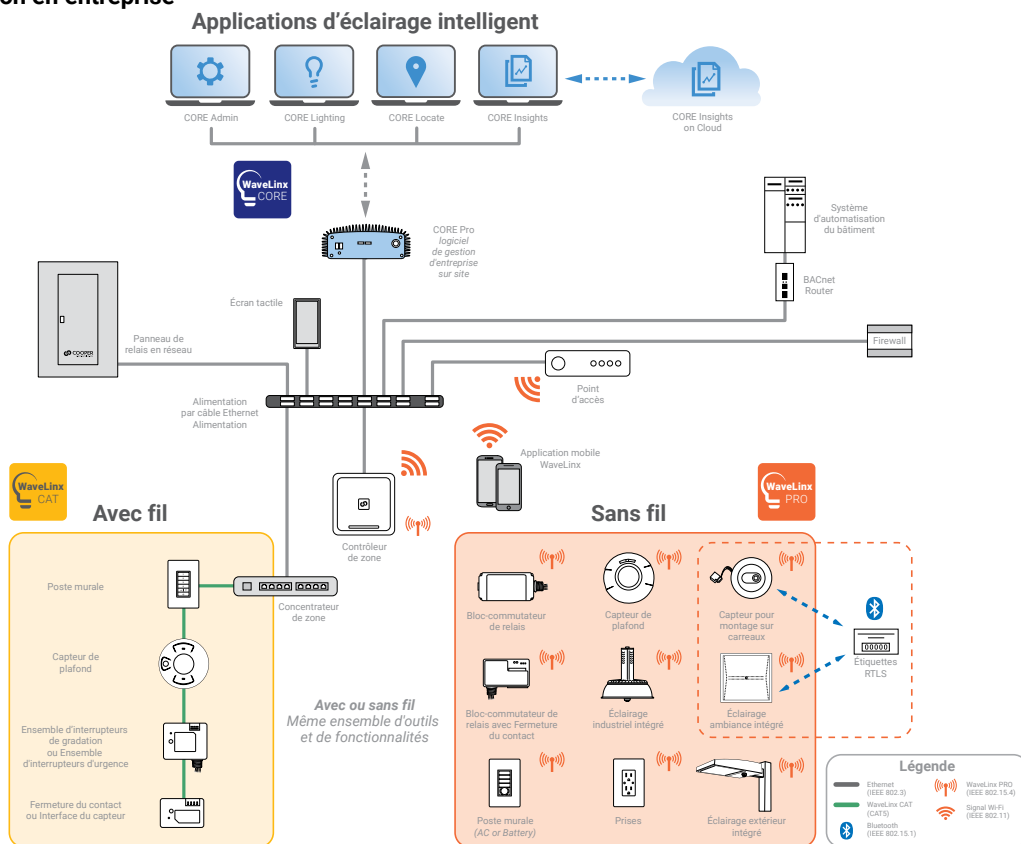 on en entreprise
Applications d'éclairage intelligent
CORE Admin
CORE Lighting
CORE Locate
CORE Insights
CORE Insights
on Cloud
WaveLinx
CORE
CORE Pro
logiciel
de gestion
d'entreprise
sur site
Système
d'automatisation
du bâtiment
BACnet
Router
Écran tactile
Panneau de
relais en réseau
COOPER
Firewall
Point
d'accès
Alimentation
par câble Ethernet
Alimentation
Application mobile
WaveLinx
WaveLinx
CAT
Avec fil
Contrôleur
de zone
Sans fil
WaveLinx
PRO
Poste murale
Concentrateur
de zone
Capteur de
plafond
Ensemble d'interrupteurs
de gradation
ou Ensemble
d'interrupteurs d'urgence
Fermeture du contact
ou Interface du capteur
Avec ou sans fil
Même ensemble d'outils
et de fonctionnalités
Bloc-commutateur
de relais
Capteur de
plafond
Capteur pour
montage sur
carreaux
00000
Étiquettes
RTLS
Bloc-commutateur de
relais avec Fermeture
du contact
Éclairage
industriel intégré
Éclairage
ambiance intégré
Poste murale
(AC or Battery)
Prises
Éclairage extérieur
intégré
Légende
Ethernet
(IEEE 802.3)
WaveLinx CAT
(CAT5)
Bluetooth
(IEEE 802.15.1)
WaveLinx PRO
(IEEE 802.15.4)
Signal Wi-Fi
(IEEE 802.11)